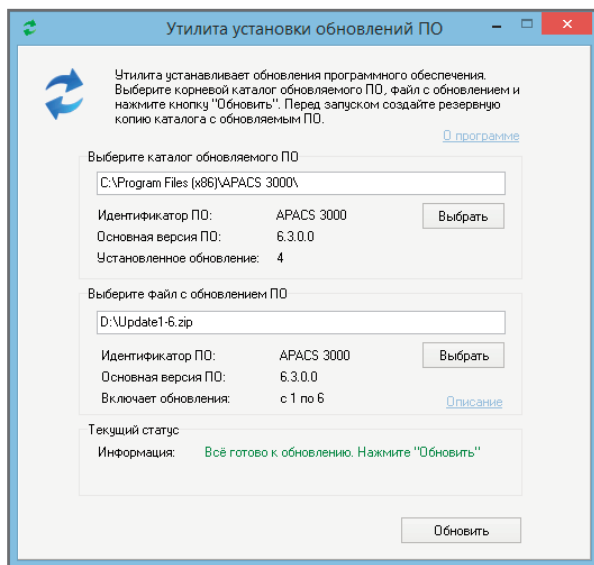 Утилита установки обновлений ПО
Утилита устанавливает обновления программного обеспечения.
Выберите корневой каталог обновляемого ПО, файл с обновлением и
нажмите кнопку "Обновить". Перед запуском создайте резервную
копию каталога с обновляемым ПО.
О программе
Выберите каталог обновляемого ПО
C:\Program Files (x86)\APACS 3000\
Идентификатор ПО: APACS 3000 Выбрать
Основная версия ПО: 6.3.0.0
Установленное обновление: 4
Выберите файл с обновлением ПО
D:\Update1-6.zip
Идентификатор ПО: APACS 3000 Выбрать
Основная версия ПО: 6.3.0.0
Включает обновления: с 1 по 6 Описание
Текущий статус
Информация: Всё готово к обновлению. Нажмите "Обновить"
Обновить